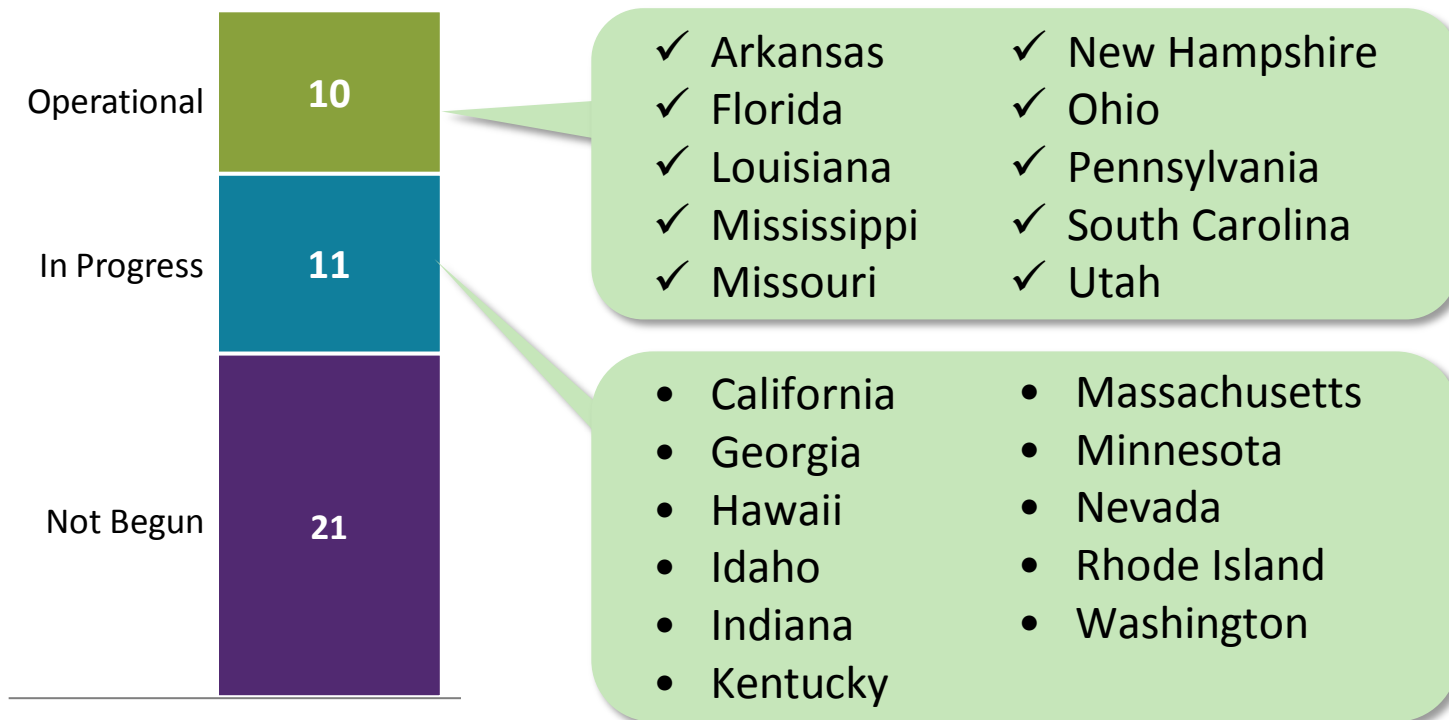 Operational
10
In Progress
11
Not Begun
21
✓ Arkansas
✓ Florida
✓ Louisiana
✓ Mississippi
✓ Missouri
✓ New Hampshire
✓ Ohio
✓ Pennsylvania
✓ South Carolina
✓ Utah
• California
• Georgia
• Hawaii
• Idaho
• Indiana
• Kentucky
• Massachusetts
• Minnesota
• Nevada
• Rhode Island
• Washington